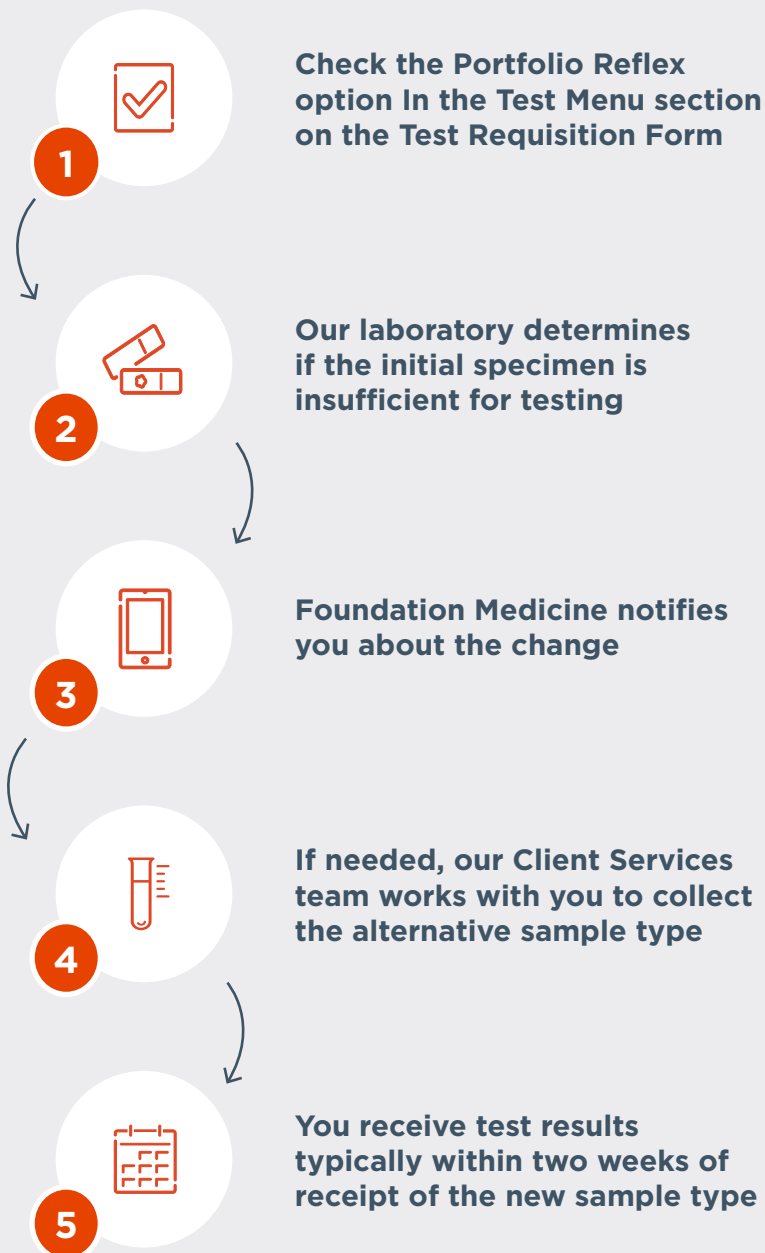 1
Check the Portfolio Reflex
option In the Test Menu section
on the Test Requisition Form
2
Our laboratory determines
if the initial specimen is
insufficient for testing
3
Foundation Medicine notifies
you about the change
4
If needed, our Client Services
team works with you to collect
the alternative sample type
5
You receive test results
typically within two weeks of
receipt of the new sample type